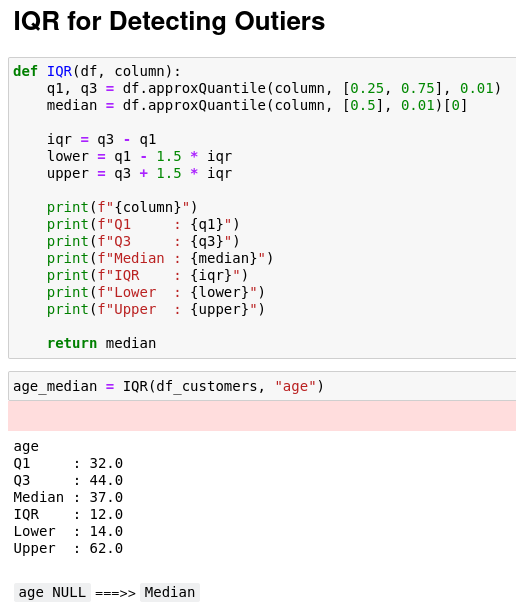 IQR for Detecting Outiers
def IQR(df, column):
    q1, q3 = df.approxQuantile(column, [0.25, 0.75], 0.01)
    median = df.approxQuantile(column, [0.5], 0.01)[0]
    iqr = q3 - q1
    lower = q1 - 1.5 * iqr
    upper = q3 + 1.5 * iqr
    print(f"{column}")
    print(f"Q1     : {q1}")
    print(f"Q3     : {q3}")
    print(f"Median : {median}")
    print(f"IQR    : {iqr}")
    print(f"Lower  : {lower}")
    print(f"Upper  : {upper}")
    return median
age_median = IQR(df_customers, "age")
age
Q1     : 32.0
Q3     : 44.0
Median : 37.0
IQR    : 12.0
Lower  : 14.0
Upper  : 62.0
age NULL ===>> Median